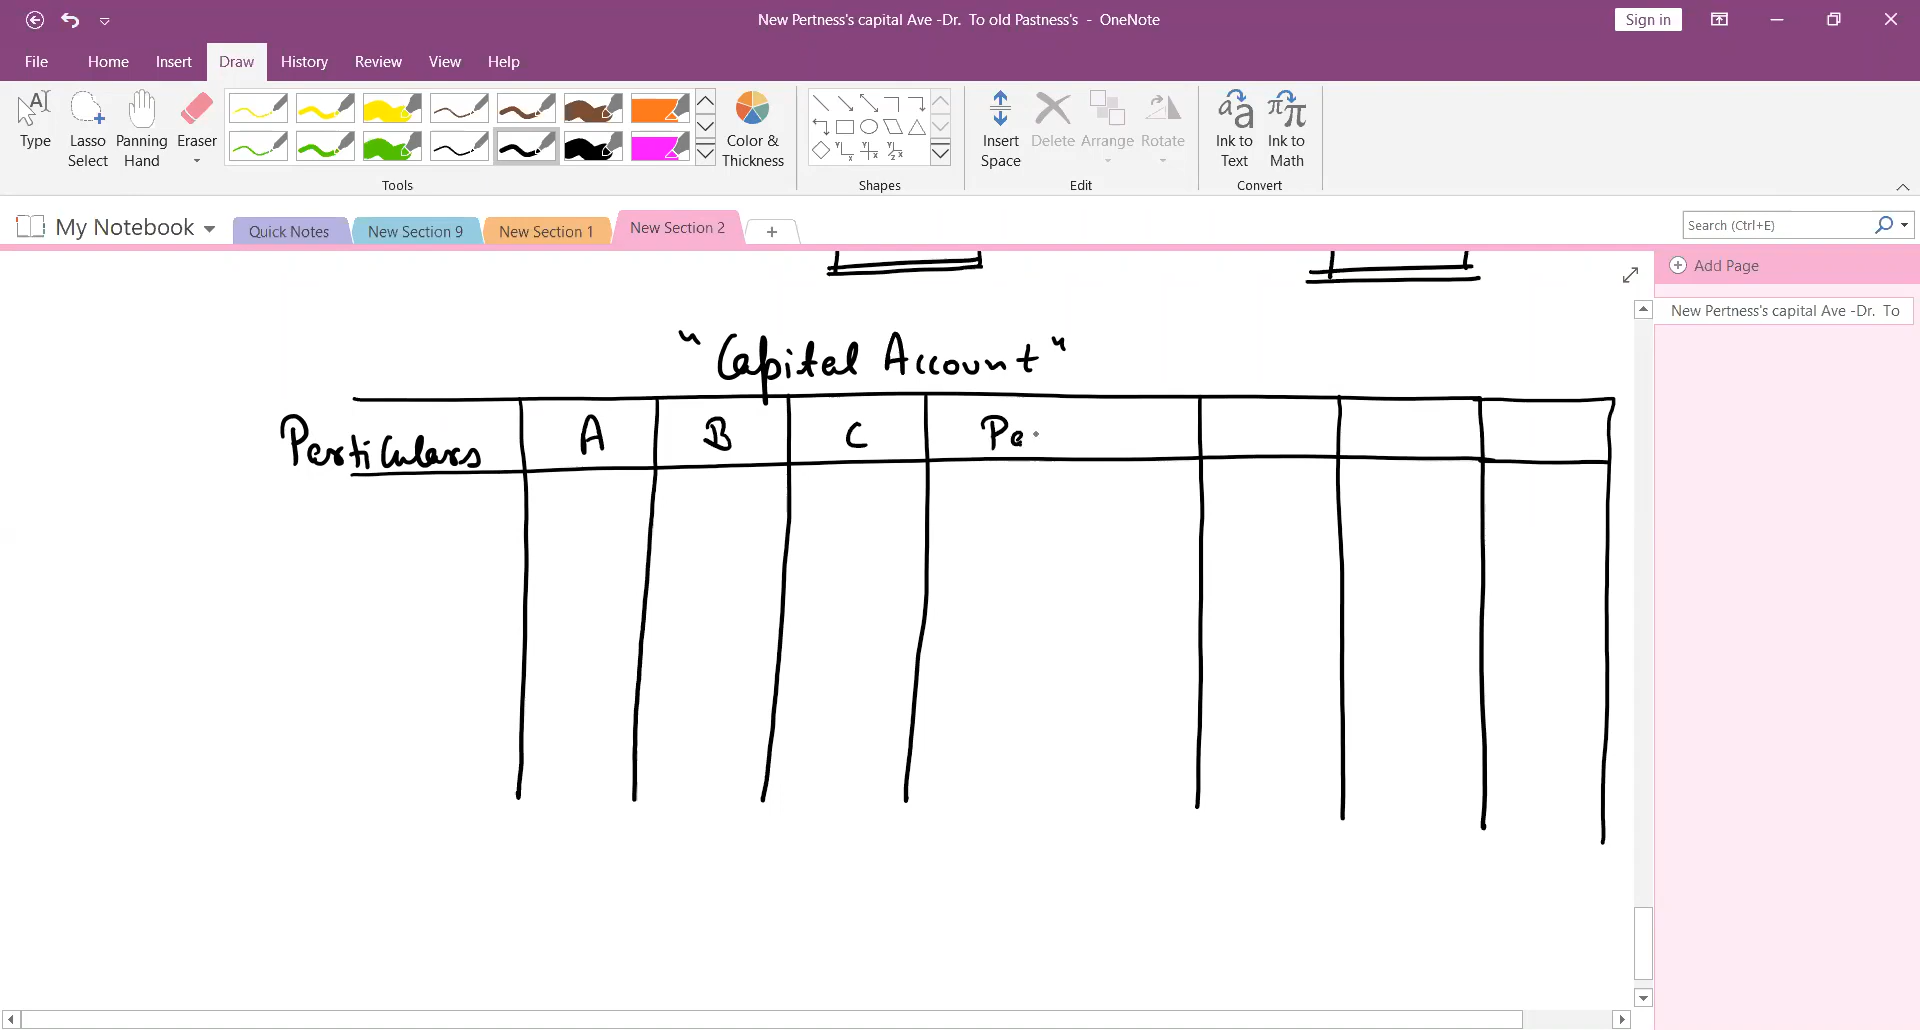 New Pertness's capital Ave -Dr. To old Pastness's - OneNote
Sign in
File Home Insert Draw History Review View Help
Type
Lasso Select
Panning Hand
Eraser
Color & Thickness
Insert Space
Delete
Arrange
Rotate
Ink to Text
Ink to Math
Tools
Shapes
Edit
Convert
My Notebook
Quick Notes
New Section 9
New Section 1
New Section 2
Search (Ctrl+E)
Add Page
New Pertness's capital Ave -Dr. To
"Capital Account"
Particulars A B C Pa